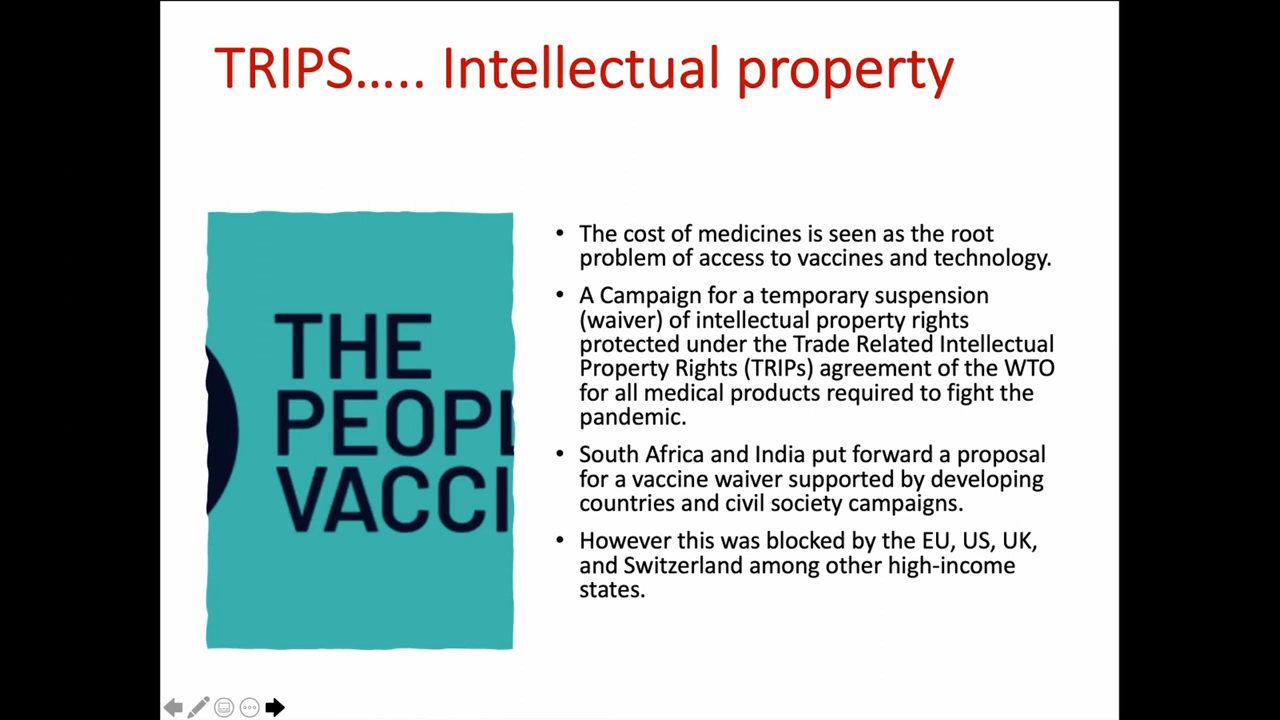 TRIPS….. Intellectual property
THE
PEOPL
VACCI
• The cost of medicines is seen as the root
problem of access to vaccines and technology.
• A Campaign for a temporary suspension
(waiver) of intellectual property rights
protected under the Trade Related Intellectual
Property Rights (TRIPs) agreement of the WTO
for all medical products required to fight the
pandemic.
• South Africa and India put forward a proposal
for a vaccine waiver supported by developing
countries and civil society campaigns.
• However this was blocked by the EU, US, UK,
and Switzerland among other high-income
states.